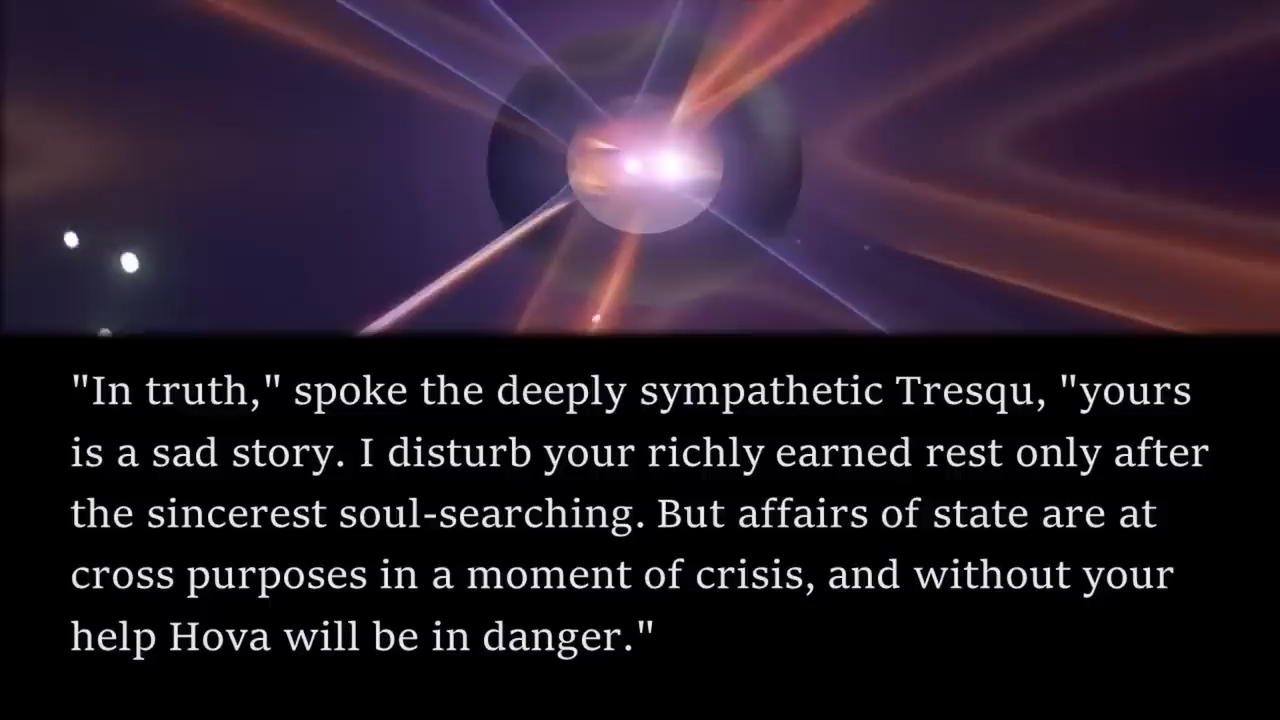 "In truth," spoke the deeply sympathetic Tresqu, "yours
is a sad story. I disturb your richly earned rest only after
the sincerest soul-searching. But affairs of state are at
cross purposes in a moment of crisis, and without your
help Hova will be in danger."